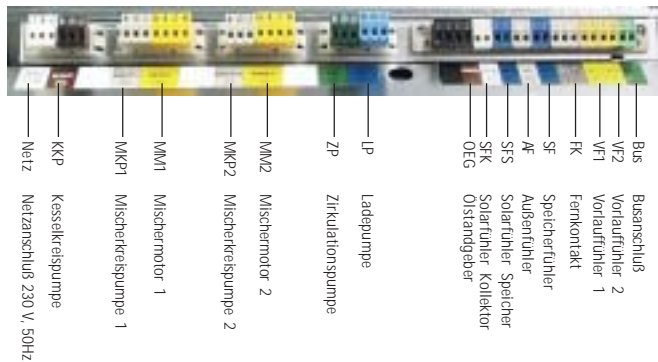 Netz Netzanschluß 230 V, 50Hz
KKP Kesselkreispumpe
MKP1 Mischerkreispumpe 1
MM1 Mischermotor 1
MKP2 Mischerkreispumpe 2
MM2 Mischermotor 2
ZP Zirkulationspumpe
LP Ladepumpe
OEG Ölstandgeber
SFK Solarfühler Kollektor
SFS Solarfühler Speicher
AF Außenfühler
SF Speicherfühler
FK Fernkontakt
VF1 Vorlauffühler 1
VF2 Vorlauffühler 2
Bus Busanschluß